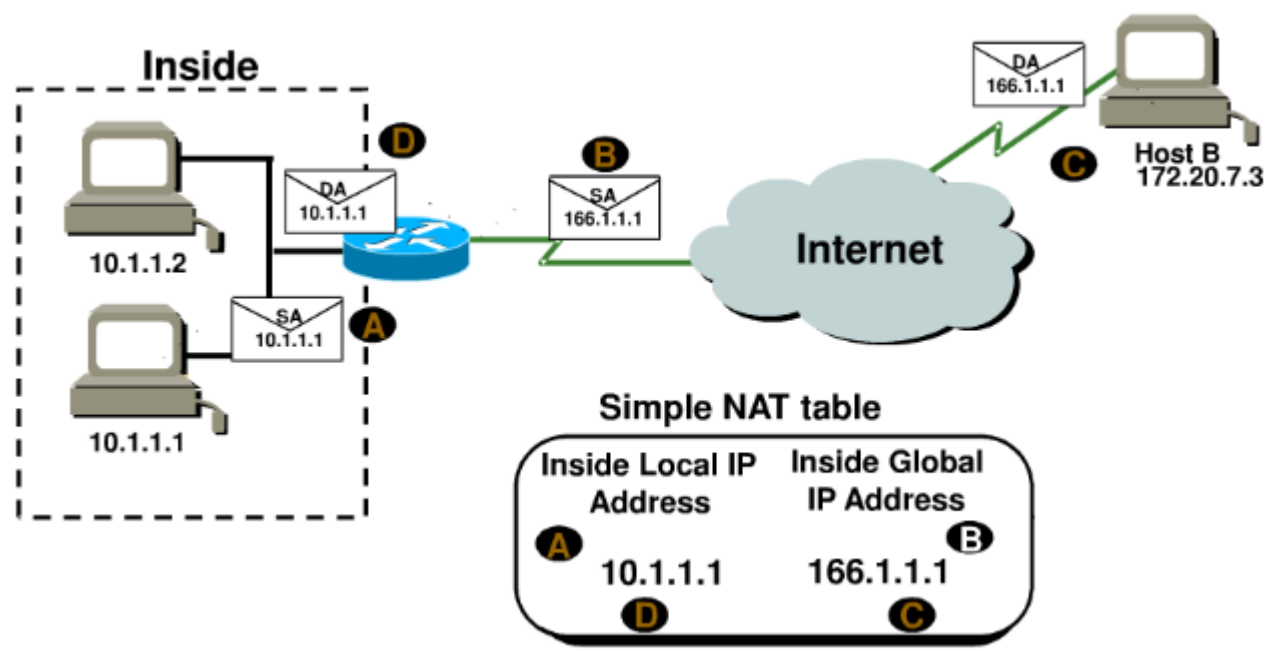 Inside
D
DA
10.1.1.1
10.1.1.2
SA
10.1.1.1
A
10.1.1.1
B
SA
166.1.1.1
Internet
DA
166.1.1.1
C
Host B
172.20.7.3
Simple NAT table
Inside Local IP
Address
Inside Global
IP Address
A
B
10.1.1.1
166.1.1.1
D
C